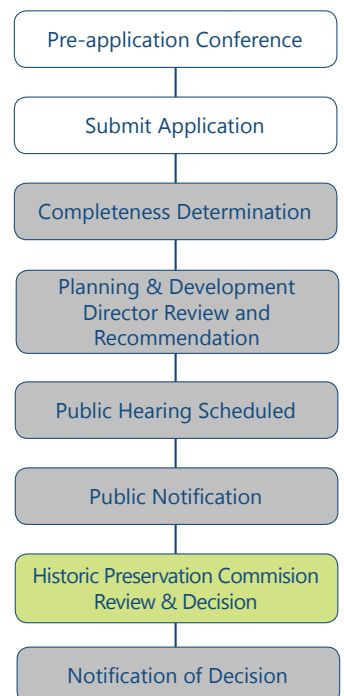 Pre-application Conference
Submit Application
Completeness Determination
Planning & Development
Director Review and
Recommendation
Public Hearing Scheduled
Public Notification
Historic Preservation Commision
Review & Decision
Notification of Decision